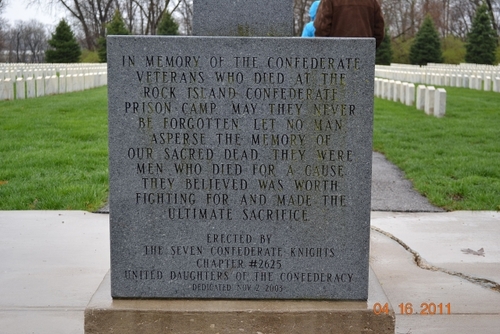 IN MEMORY OF THE CONFEDERATE
VETERANS WHO DIED AT THE
ROCK ISLAND CONFEDERATE
PRISON CAMP. MAY THEY NEVER
BE FORGOTTEN. LET NO MAN
ASPERSE THE MEMORY OF
OUR SACRED DEAD. THEY WERE
MEN WHO DIED FOR A CAUSE
THEY BELIEVED WAS WORTH
FIGHTING FOR AND MADE THE
ULTIMATE SACRIFICE.
ERECTED BY
THE SEVEN CONFEDERATE KNIGHTS
CHAPTER #2625
UNITED DAUGHTERS OF THE CONFEDERACY
DEDICATED NOV 2 2003
04.16.2011